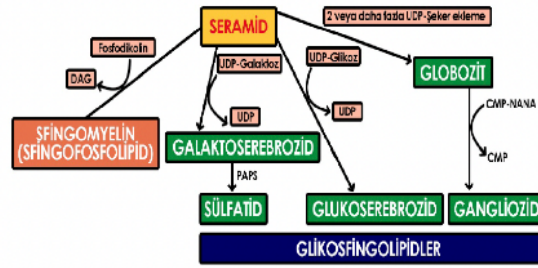 SERAMİD
2 veya daha fazla UDP-Şeker ekleme
Fosfodikolin
DAG
UDP-Galaktoz
UDP
UDP-Glikoz
UDP
GLOBOZİT
CMP-NANA
CMP
SFİNGOMYELİN
(SFİNGOFOSFOLİPİD)
GALAKTOSEREBROZİD
PAPS
SÜLFATİD
GLUKOSEREBROZİD
GANGLİOZİD
GLİKOSFİNGOLİPİDLER